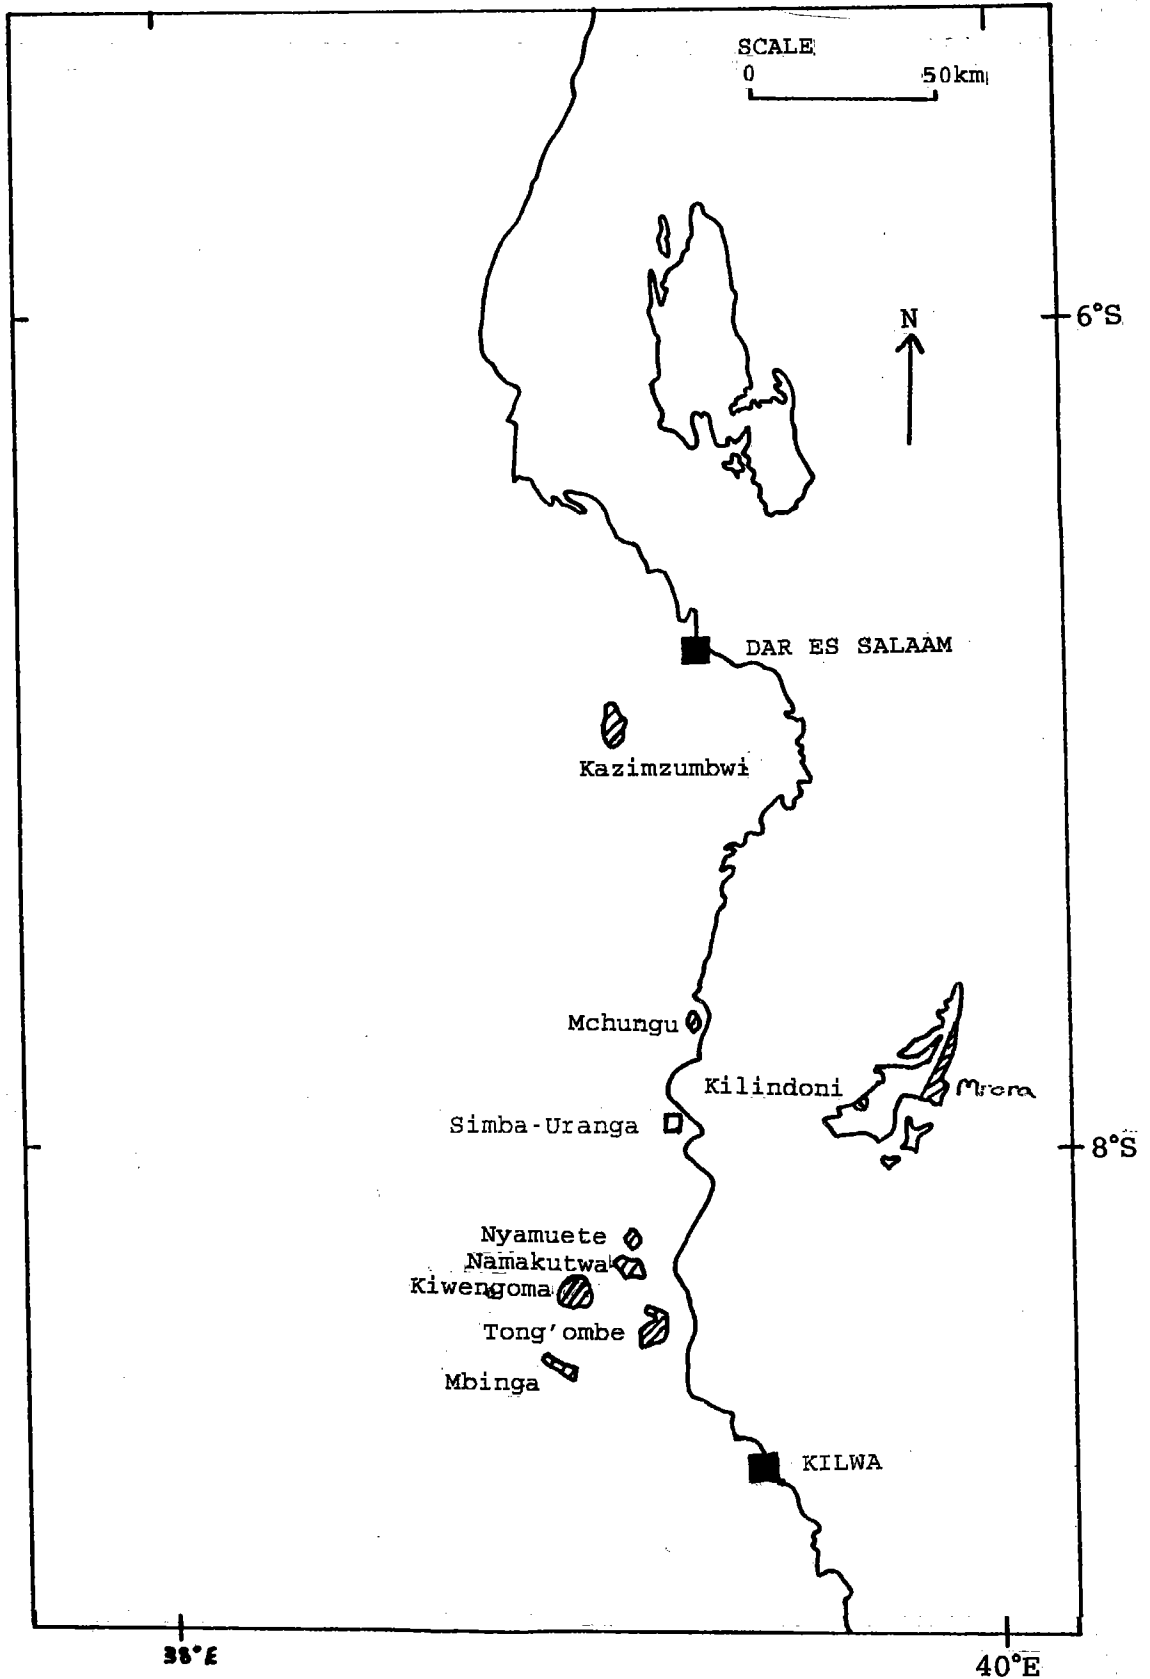 SCALE
0 50km
6°S
N
DAR ES SALAAM
Kazimzumbwi
Mchungu
Kilindoni
Mrora
Simba-Uranga
8°S
Nyamuete
Namakutwa
Kiwengoma
Tong'ombe
Mbinga
KILWA
38°E
40°E